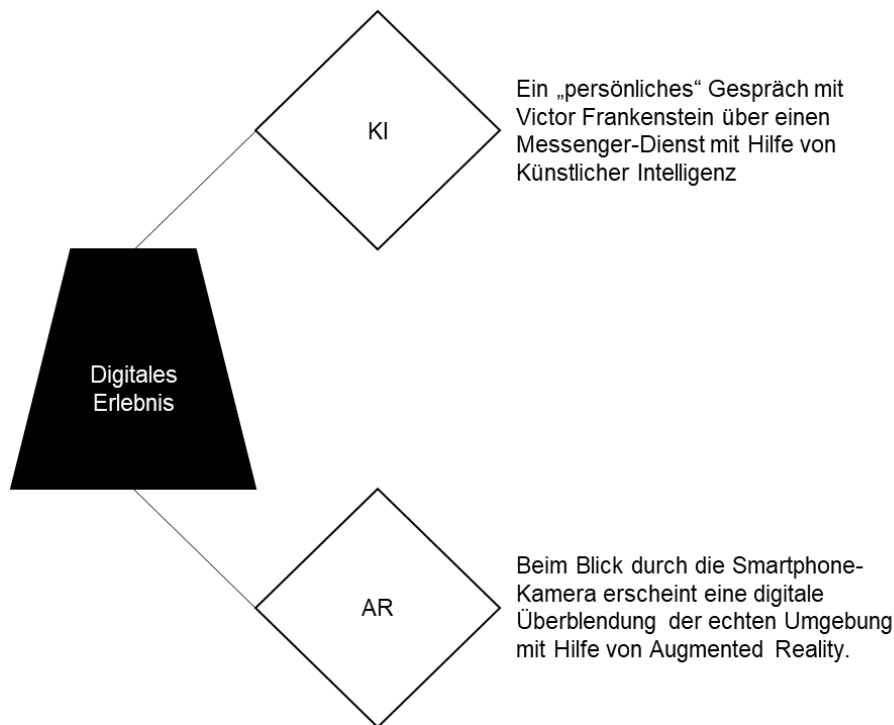 KI
Ein „persönliches“ Gespräch mit
Victor Frankenstein über einen
Messenger-Dienst mit Hilfe von
Künstlicher Intelligenz
Digitales
Erlebnis
AR
Beim Blick durch die Smartphone-
Kamera erscheint eine digitale
Überblendung der echten Umgebung
mit Hilfe von Augmented Reality.